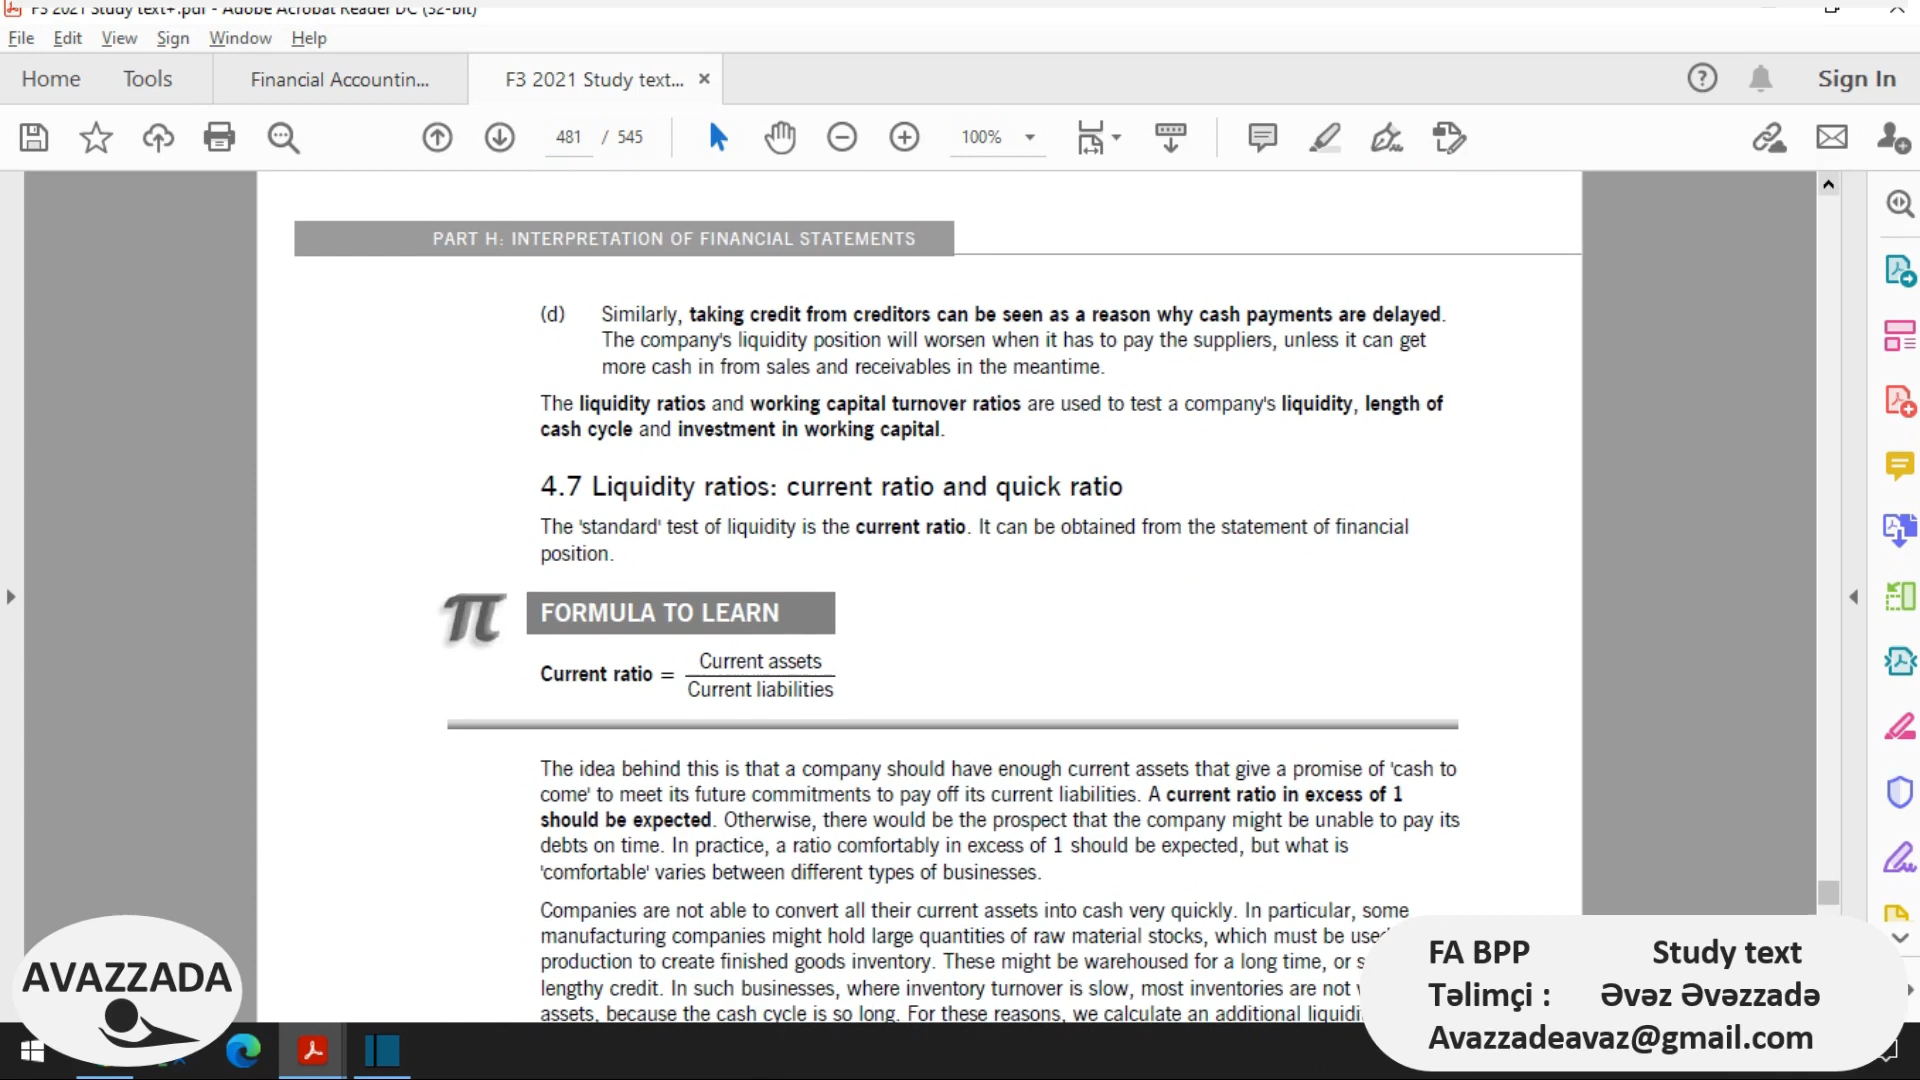 F3 2021 Study text+.pdf - Adobe Acrobat Reader DC (32-bit)
File Edit View Sign Window Help
Home Tools Financial Accountin... F3 2021 Study text... Sign In
481 / 545 100%
PART H: INTERPRETATION OF FINANCIAL STATEMENTS
(d) Similarly, taking credit from creditors can be seen as a reason why cash payments are delayed.
The company's liquidity position will worsen when it has to pay the suppliers, unless it can get
more cash in from sales and receivables in the meantime.
The liquidity ratios and working capital turnover ratios are used to test a company's liquidity, length of
cash cycle and investment in working capital.
4.7 Liquidity ratios: current ratio and quick ratio
The 'standard' test of liquidity is the current ratio. It can be obtained from the statement of financial
position.
π FORMULA TO LEARN
Current ratio = Current assets
Current liabilities
The idea behind this is that a company should have enough current assets that give a promise of 'cash to
come' to meet its future commitments to pay off its current liabilities. A current ratio in excess of 1
should be expected. Otherwise, there would be the prospect that the company might be unable to pay its
debts on time. In practice, a ratio comfortably in excess of 1 should be expected, but what is
'comfortable' varies between different types of businesses.
Companies are not able to convert all their current assets into cash very quickly. In particular, some
manufacturing companies might hold large quantities of raw material stocks, which must be used
production to create finished goods inventory. These might be warehoused for a long time, or
lengthy credit. In such businesses, where inventory turnover is slow, most inventories are not
assets, because the cash cycle is so long. For these reasons, we calculate an additional
AVAZZADA
FA BPP Study text
Təlimçi : Əvəz Əvəzzadə
Avazzadeavaz@gmail.com